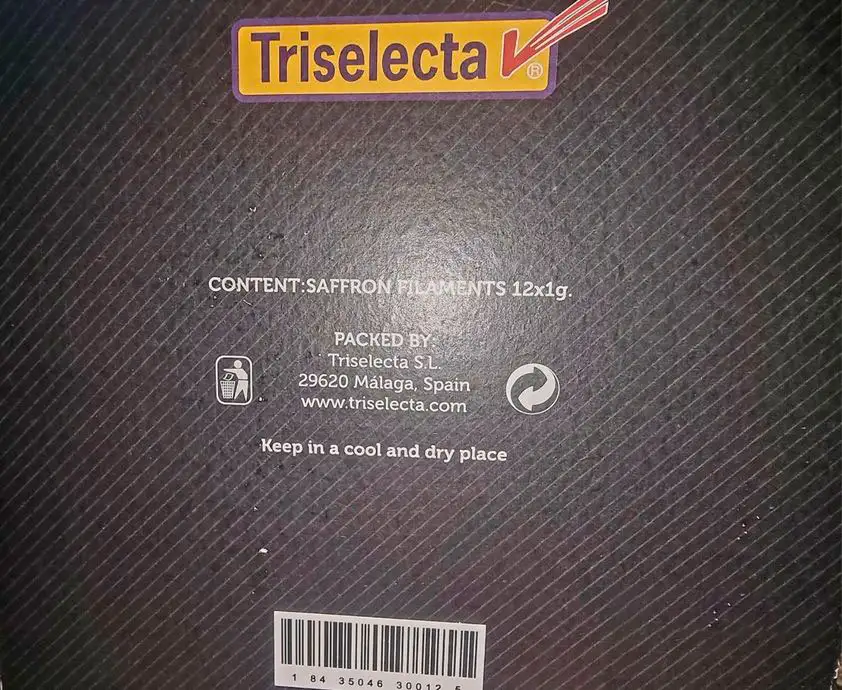 Triselecta ®
CONTENT:SAFFRON FILAMENTS 12x1g.
PACKED BY:
Triselecta S.L.
29620 Málaga, Spain
www.triselecta.com
Keep in a cool and dry place
1 84 35046 30012 5